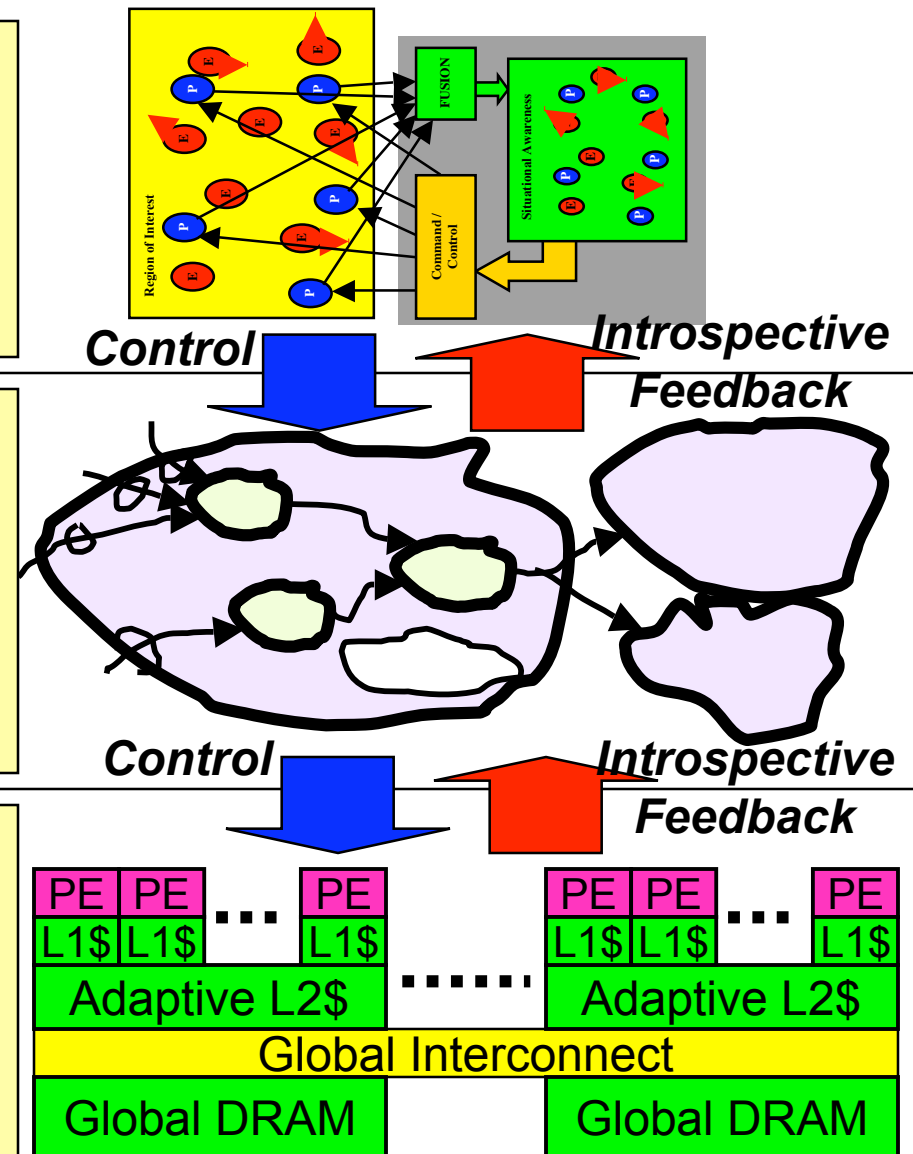 E
E
P
P
E
E
E
E
P
P
E
E
P
Region of Interest
FUSION
Command /
Control
Situational Awareness
P
P
E
P
P
E
E
P
Control
Introspective
Feedback
Control
Introspective
Feedback
PE PE ... PE PE PE ... PE
L1$ L1$ L1$ L1$ L1$ L1$
Adaptive L2$ ....... Adaptive L2$
Global Interconnect
Global DRAM Global DRAM